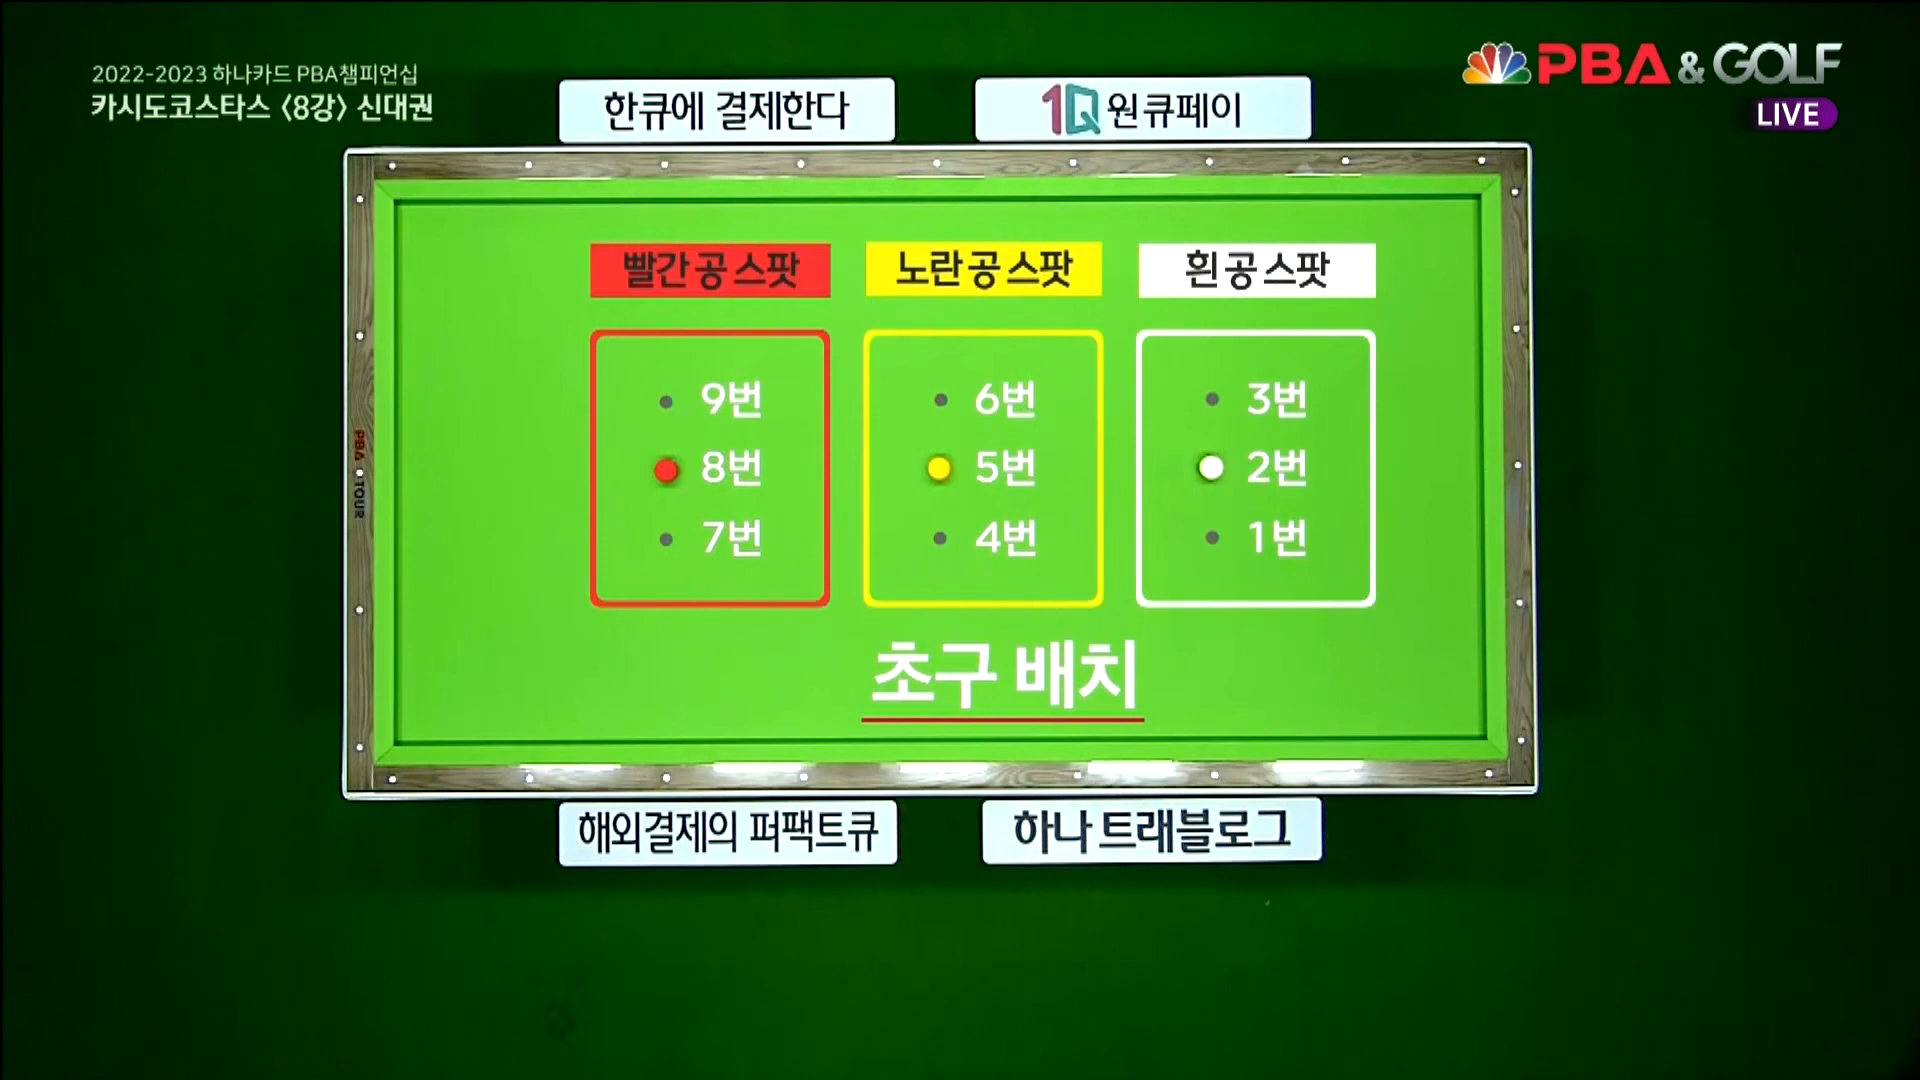 2022-2023 하나카드 PBA챔피언십
카시도코스타스 〈8강〉 신대권
PBA & GOLF
LIVE
한큐에 결제한다
1Q 원큐페이
빨간공 스팟
노란공 스팟
흰공 스팟
9번
6번
3번
8번
5번
2번
7번
4번
1번
PBA TOUR
초구 배치
해외결제의 퍼팩트큐
하나 트래블로그